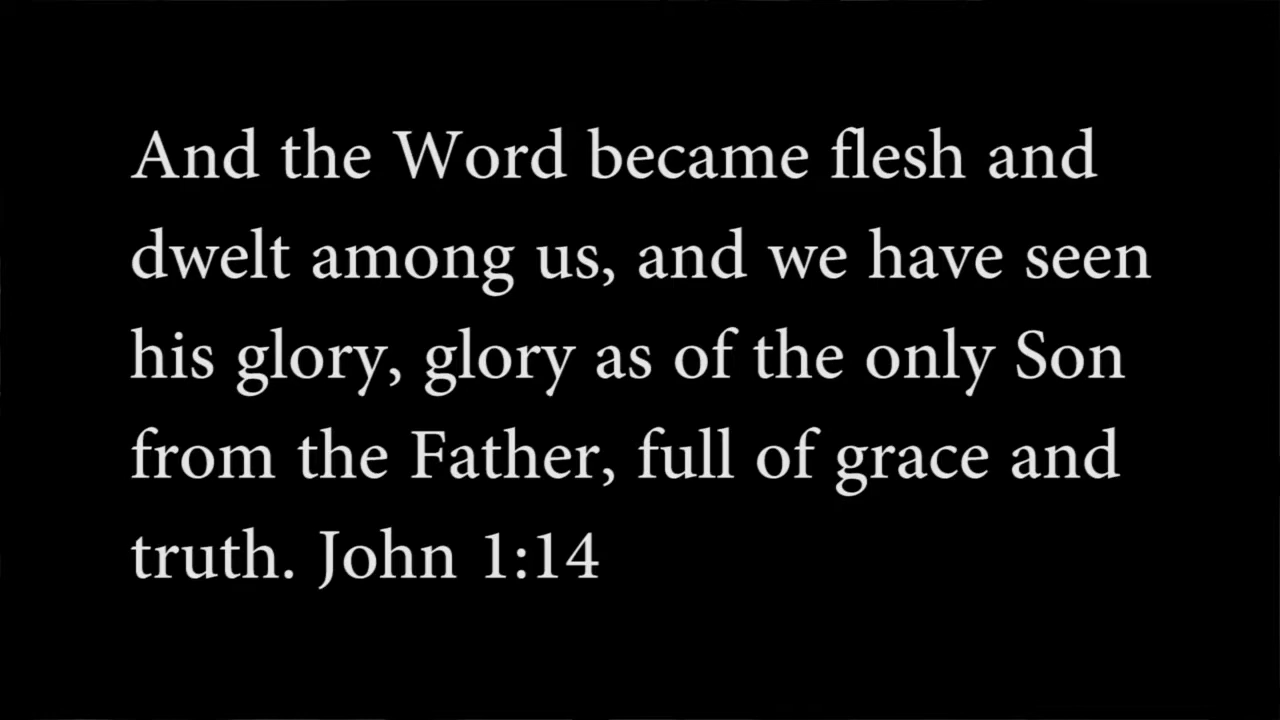 And the Word became flesh and
dwelt among us, and we have seen
his glory, glory as of the only Son
from the Father, full of grace and
truth. John 1:14